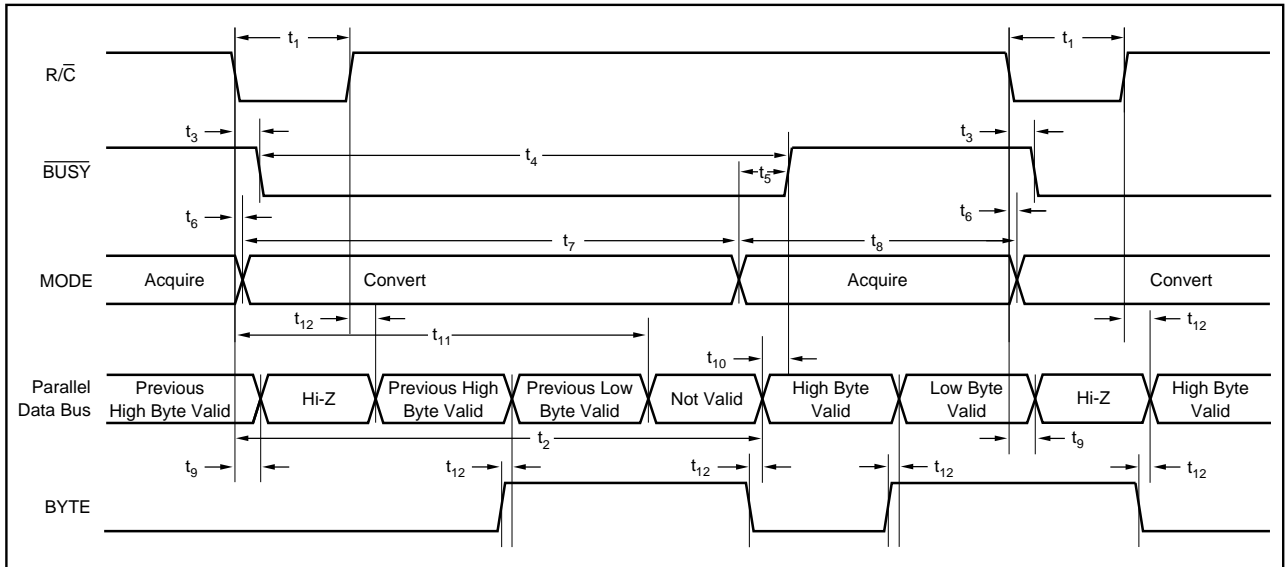 t1 t1
R/C̅
t3 t4 t3
B̅U̅S̅Y̅ t5
t6 t6
t7 t8
MODE Acquire Convert Acquire Convert
t12 t11 t12
t10
Parallel Data Bus
Previous High Byte Valid
Hi-Z
Previous High Byte Valid
Previous Low Byte Valid
Not Valid
High Byte Valid
Low Byte Valid
Hi-Z
High Byte Valid
t2
t9 t12 t12 t12 t9 t12
BYTE